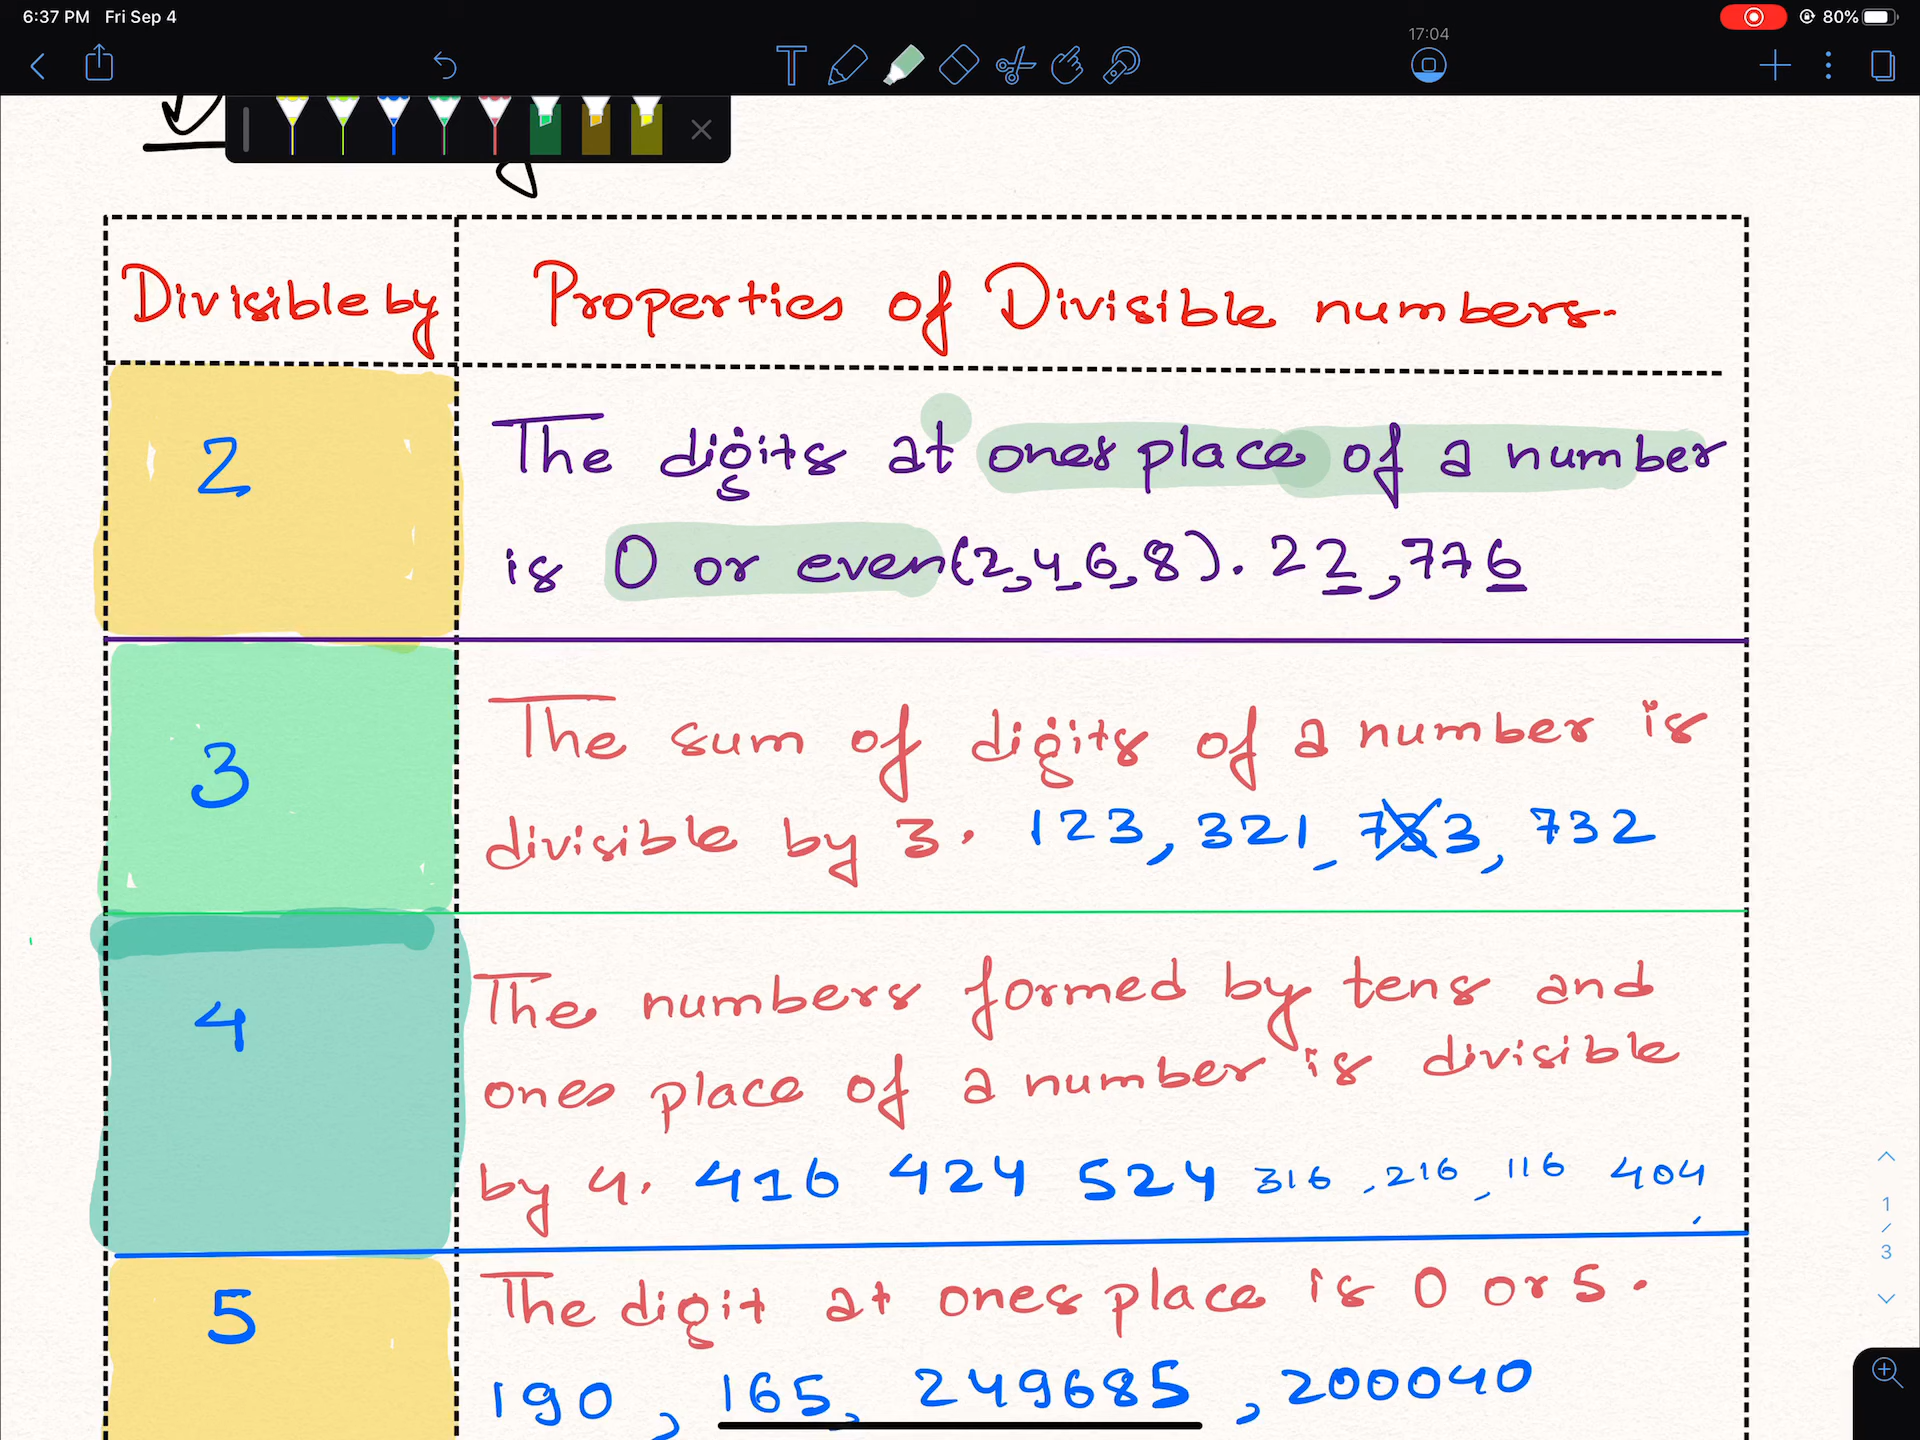 6:37 PM Fri Sep 4
80%
17:04
Divisible by
Properties of Divisible numbers.
2
The digits at ones place of a number
is 0 or even (2,4,6,8). 22, 776
3
The sum of digits of a number is
divisible by 3. 123, 321, 3, 732
4
The numbers formed by tens and
ones place of a number is divisible
by 4. 416 424 524 316, 216, 116 404,
1
/
3
5
The digit at ones place is 0 or 5.
190, 165, 249685, 200040